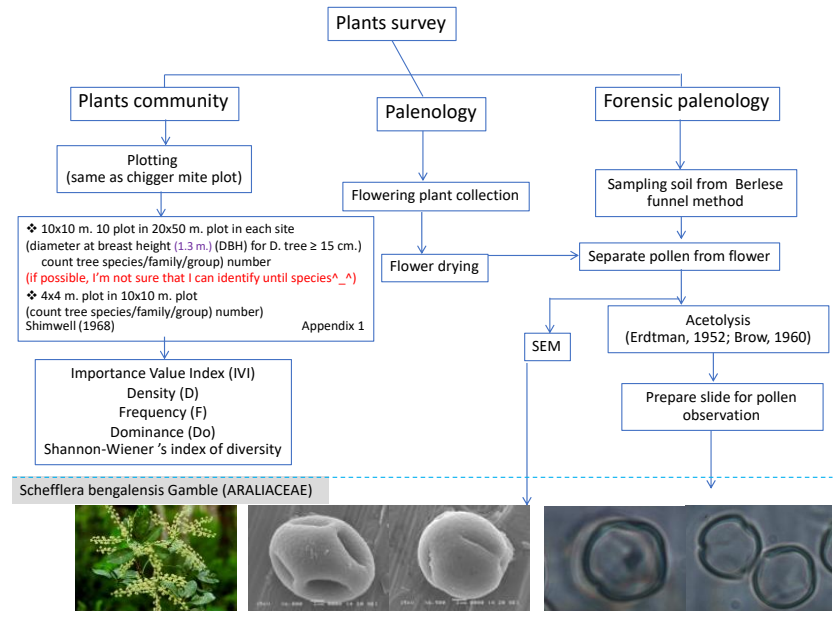 Plants survey
Plants community
Palenology
Forensic palenology
Plotting
(same as chigger mite plot)
❖ 10x10 m. 10 plot in 20x50 m. plot in each site
(diameter at breast height (1.3 m.) (DBH) for D. tree ≥ 15 cm.)
count tree species/family/group) number)
(if possible, I’m not sure that I can identify until species^_^)
❖ 4x4 m. plot in 10x10 m. plot
(count tree species/family/group) number)
Shimwell (1968) Appendix 1
Importance Value Index (IVI)
Density (D)
Frequency (F)
Dominance (Do)
Shannon-Wiener ’s index of diversity
Flowering plant collection
Flower drying
Sampling soil from Berlese
funnel method
Separate pollen from flower
SEM
Acetolysis
(Erdtman, 1952; Brow, 1960)
Prepare slide for pollen
observation
Schefflera bengalensis Gamble (ARALIACEAE)